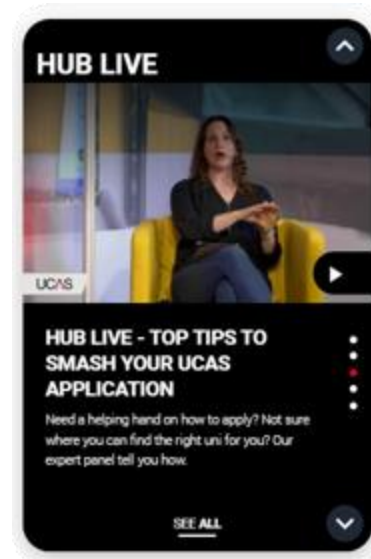 HUB LIVE
UCAS
HUB LIVE - TOP TIPS TO
SMASH YOUR UCAS
APPLICATION
Need a helping hand on how to apply? Not sure
where you can find the right uni for you? Our
expert panel tell you how.
SEE ALL